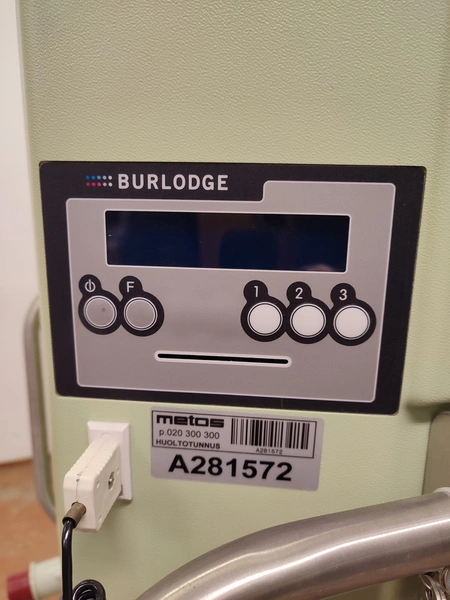 BURLODGE
F
1 2 3
metos
p.020 300 300
HUOLTOTUNNUS
A281572
A281572